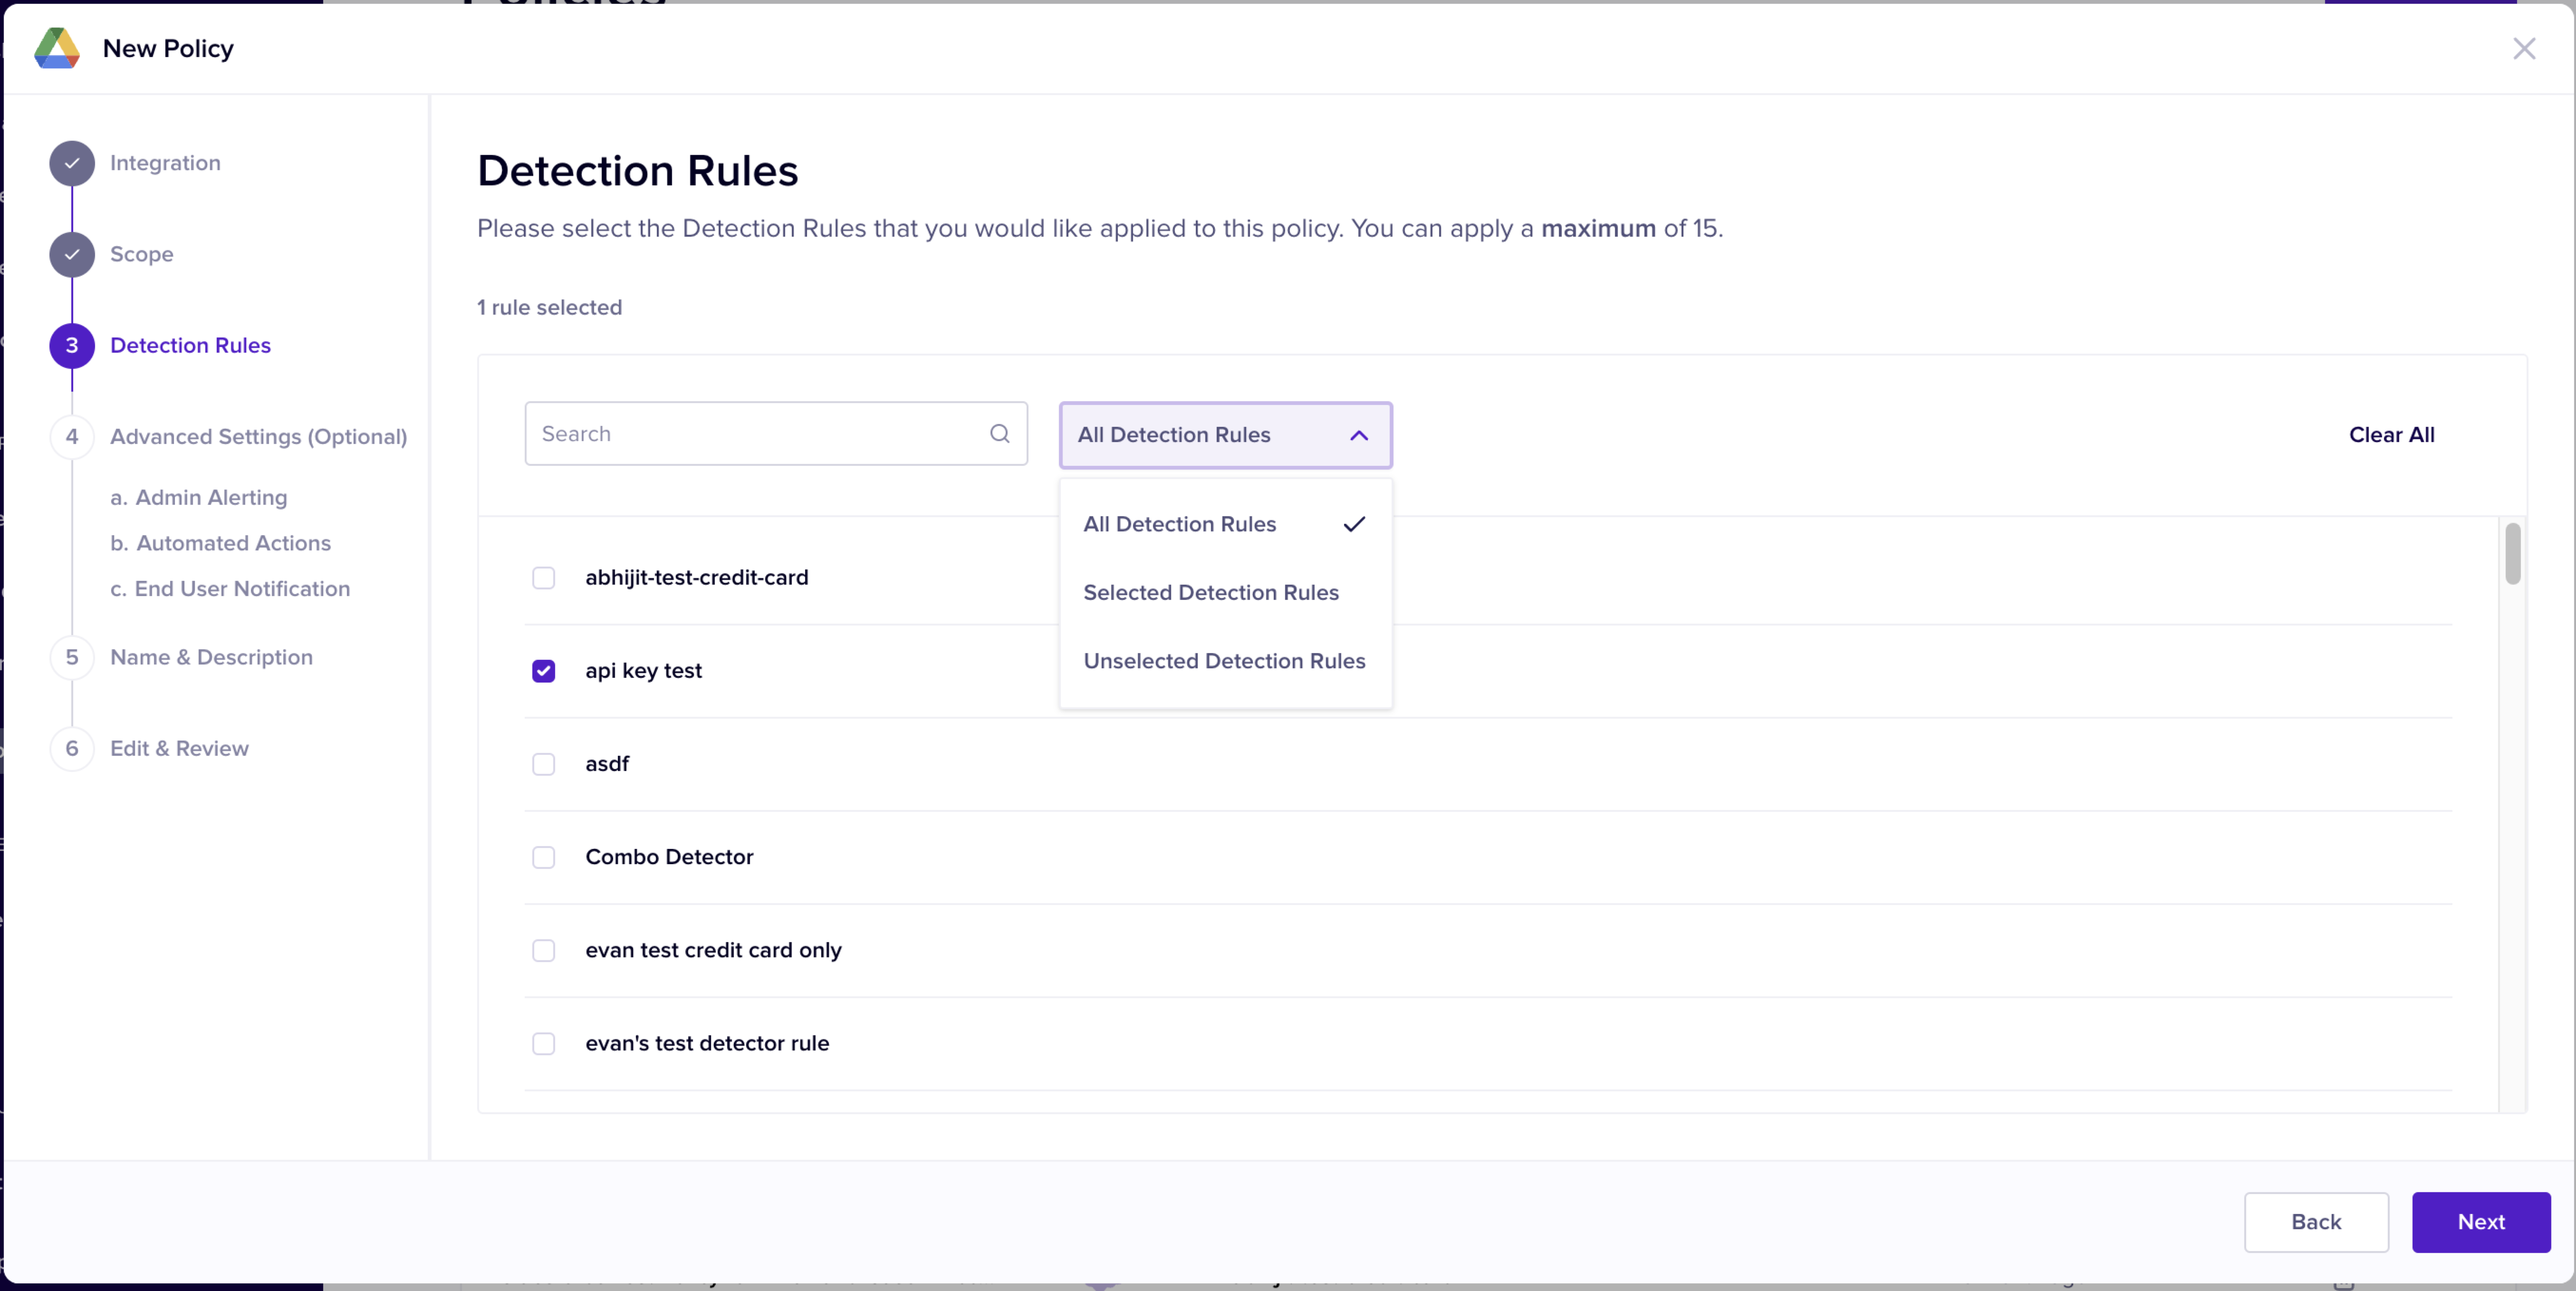 New Policy
Integration
Scope
3 Detection Rules
4 Advanced Settings (Optional)
a. Admin Alerting
b. Automated Actions
c. End User Notification
5 Name & Description
6 Edit & Review
Detection Rules
Please select the Detection Rules that you would like applied to this policy. You can apply a maximum of 15.
1 rule selected
Search
All Detection Rules
Clear All
All Detection Rules
Selected Detection Rules
Unselected Detection Rules
abhijit-test-credit-card
api key test
asdf
Combo Detector
evan test credit card only
evan's test detector rule
Back
Next